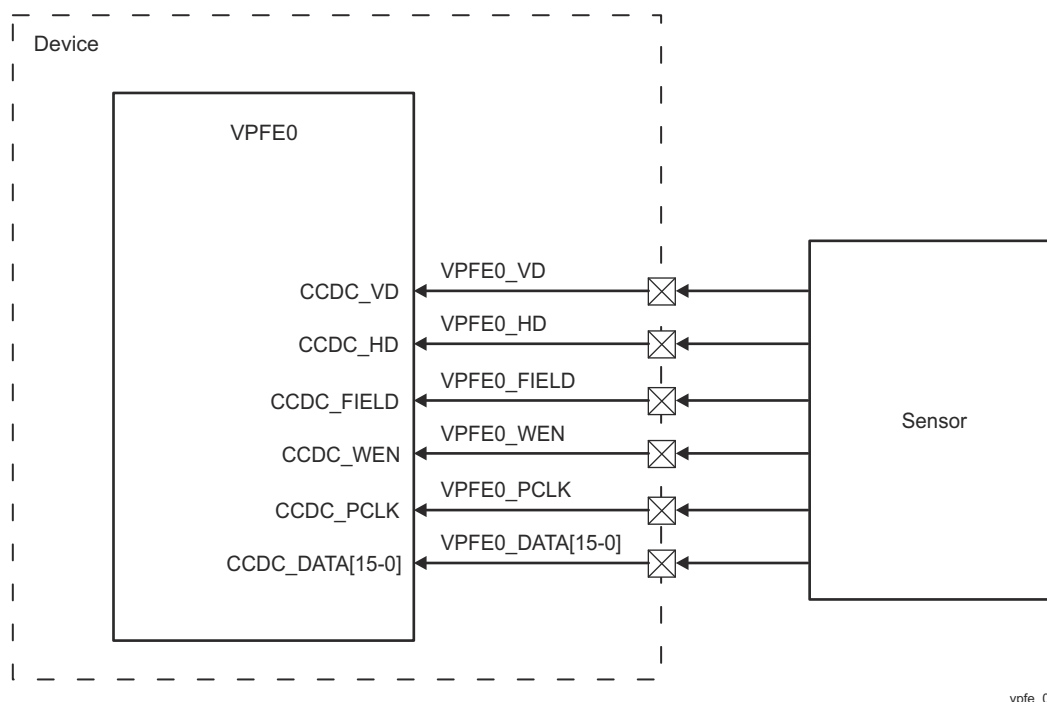 Device
VPFE0
CCDC_VD
VPFE0_VD
CCDC_HD
VPFE0_HD
CCDC_FIELD
VPFE0_FIELD
CCDC_WEN
VPFE0_WEN
CCDC_PCLK
VPFE0_PCLK
CCDC_DATA[15-0]
VPFE0_DATA[15-0]
Sensor
vpfe_0